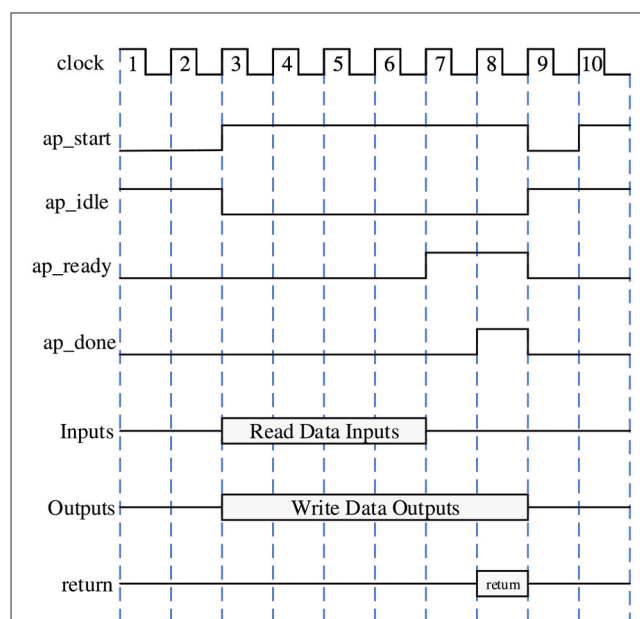 clock 1 2 3 4 5 6 7 8 9 10
ap_start
ap_idle
ap_ready
ap_done
Inputs Read Data Inputs
Outputs Write Data Outputs
return return